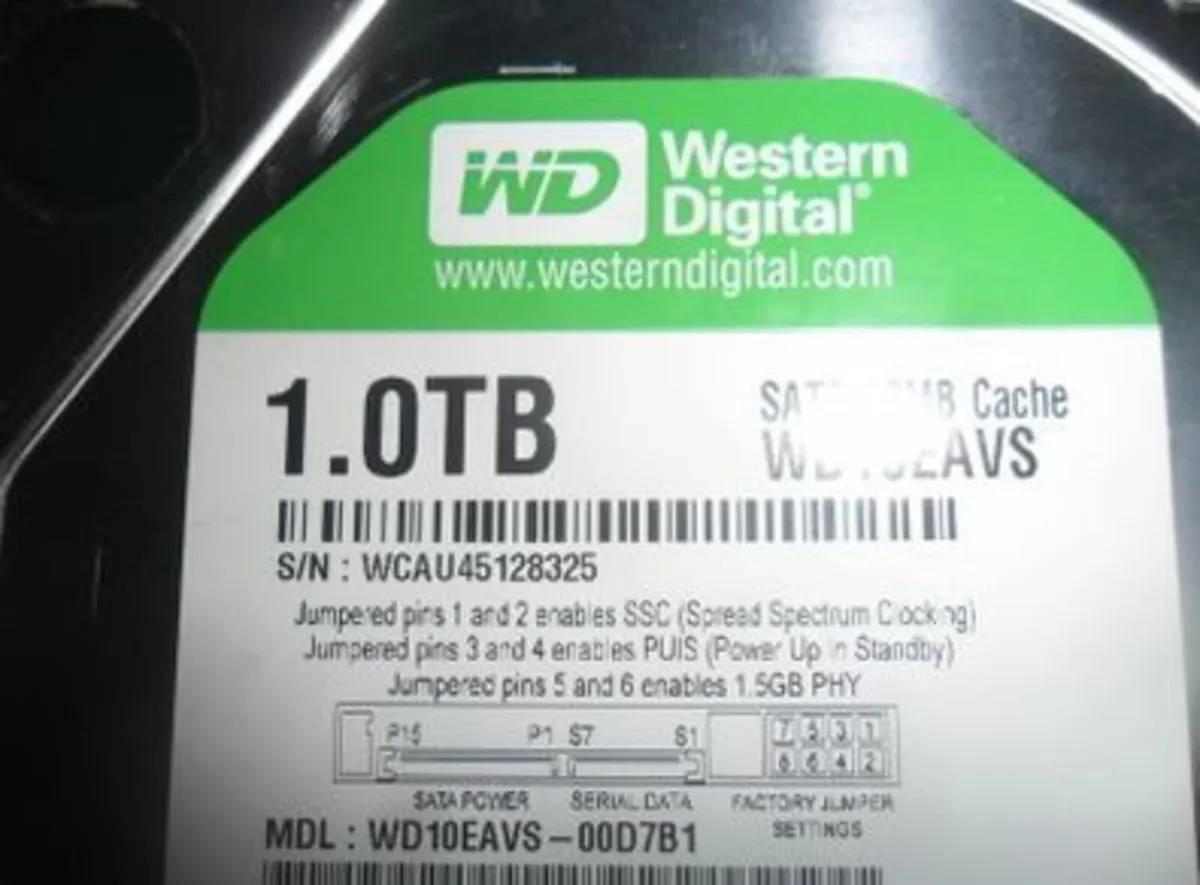 WD Western
Digital®
www.westerndigital.com
1.0TB
Cache
WD10EAVS
S/N : WCAU45128325
Jumpered pins 1 and 2 enables SSC (Spread Spectrum Clocking)
Jumpered pins 3 and 4 enables PUIS (Power Up in Standby)
Jumpered pins 5 and 6 enables 1.5GB PHY
P15 P1 S7 S1
7 5 3 1
8 6 4 2
SATA POWER SERIAL DATA FACTORY JUMPER
SETTINGS
MDL : WD10EAVS-00D7B1